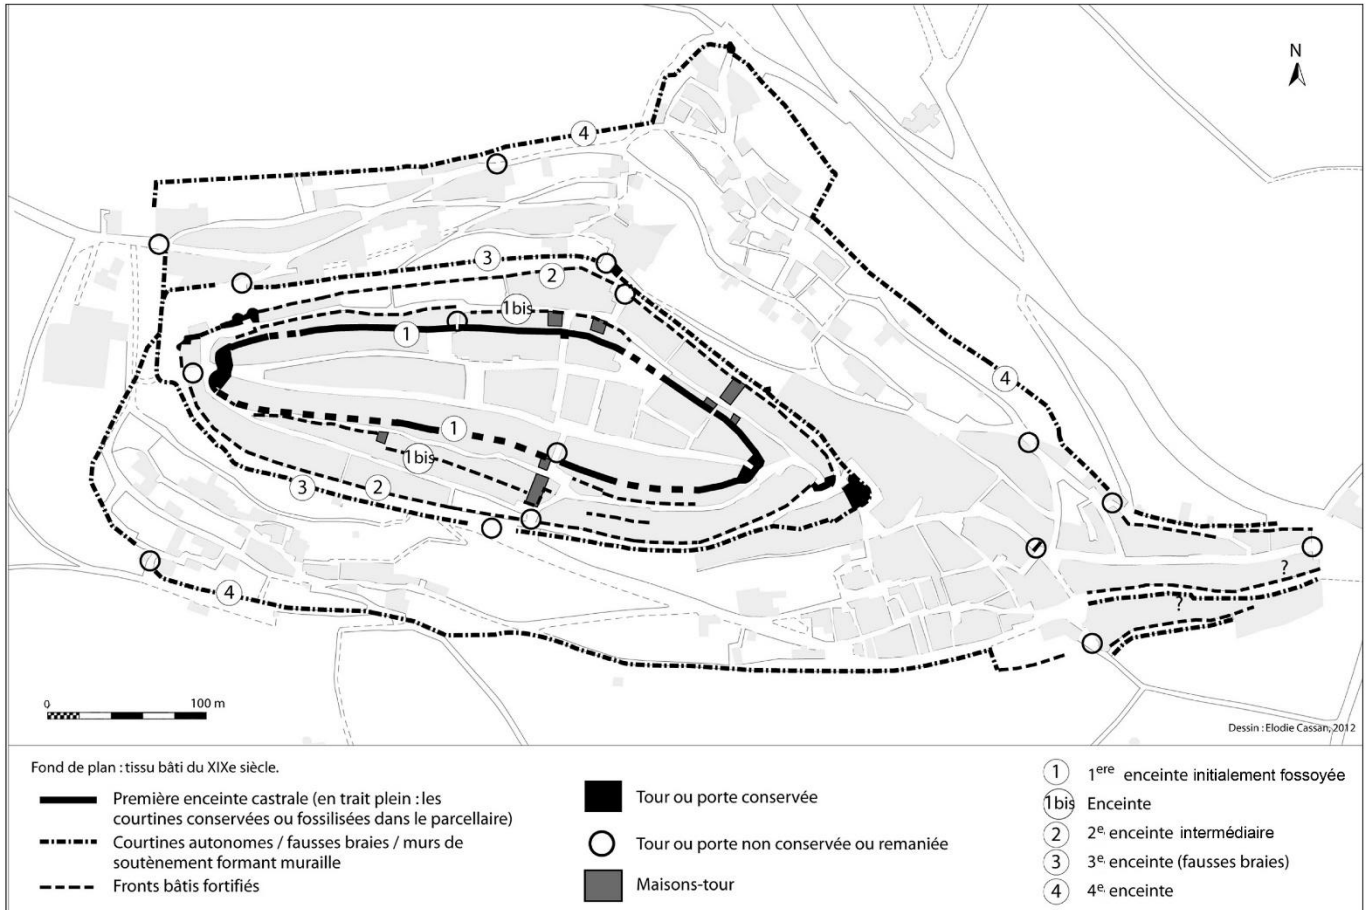 N
4
3
2
1bis
1
4
1
1bis
3
2
4
?
?
0 100 m
Dessin : Elodie Cassan, 2012
Fond de plan : tissu bâti du XIXe siècle.
Première enceinte castrale (en trait plein : les
courtines conservées ou fossilisées dans le parcellaire)
Courtines autonomes / fausses braies / murs de
soutènement formant muraille
Fronts bâtis fortifiés
Tour ou porte conservée
Tour ou porte non conservée ou remaniée
Maisons-tour
1 1ere enceinte initialement fossoyée
1bis Enceinte
2 2e. enceinte intermédiaire
3 3e. enceinte (fausses braies)
4 4e. enceinte